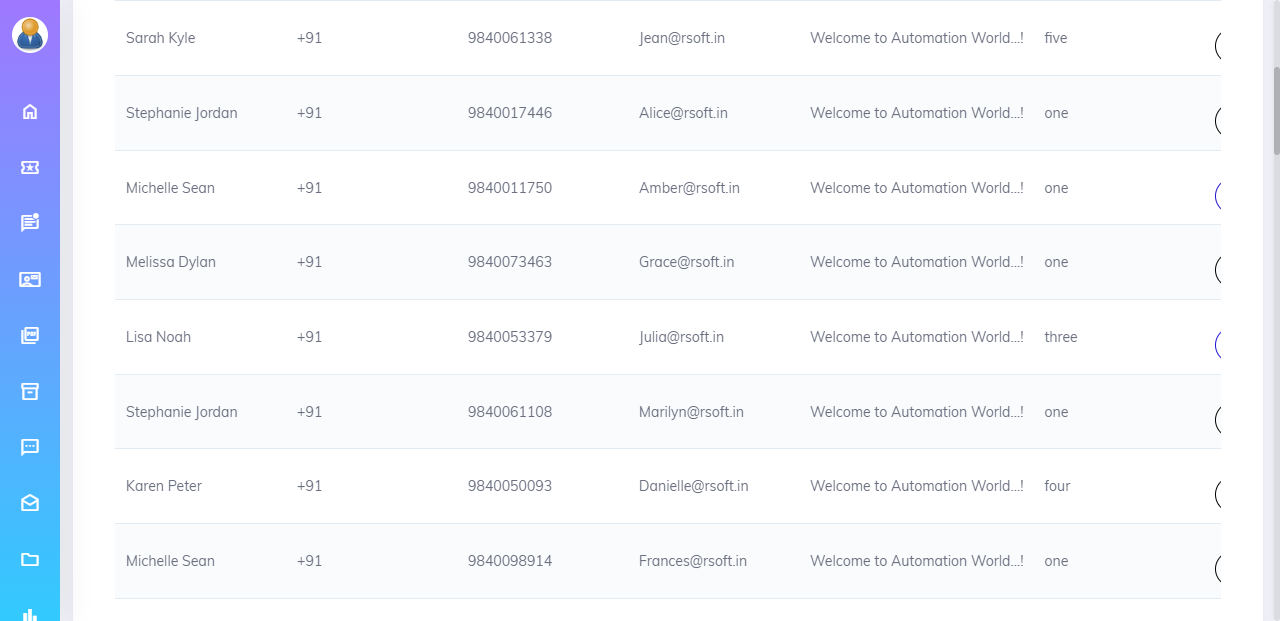 Sarah Kyle +91 9840061338 Jean@rsoft.in Welcome to Automation World...! five
Stephanie Jordan +91 9840017446 Alice@rsoft.in Welcome to Automation World...! one
Michelle Sean +91 9840011750 Amber@rsoft.in Welcome to Automation World...! one
Melissa Dylan +91 9840073463 Grace@rsoft.in Welcome to Automation World...! one
Lisa Noah +91 9840053379 Julia@rsoft.in Welcome to Automation World...! three
Stephanie Jordan +91 9840061108 Marilyn@rsoft.in Welcome to Automation World...! one
Karen Peter +91 9840050093 Danielle@rsoft.in Welcome to Automation World...! four
Michelle Sean +91 9840098914 Frances@rsoft.in Welcome to Automation World...! one